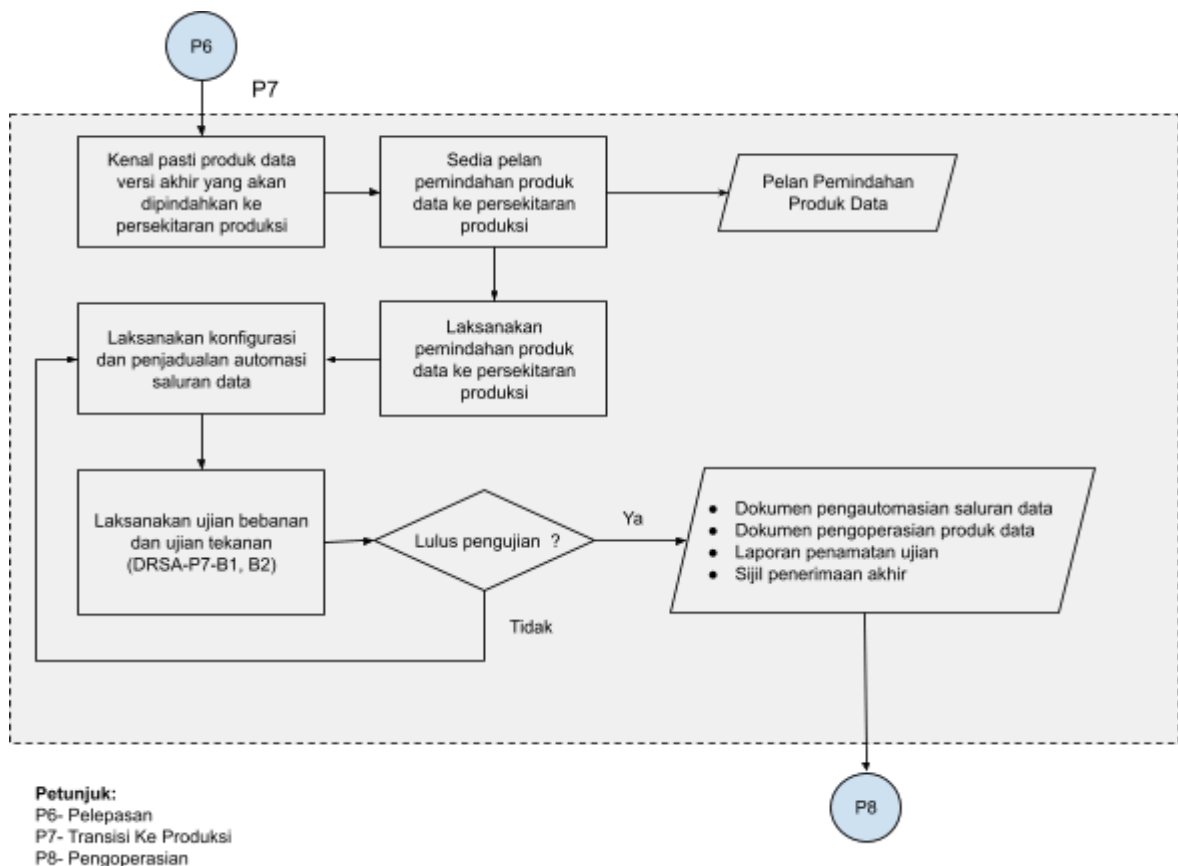 P6
P7
Kenal pasti produk data
versi akhir yang akan
dipindahkan ke
persekitaran produksi
Sedia pelan
pemindahan produk
data ke persekitaran
produksi
Pelan Pemindahan
Produk Data
Laksanakan konfigurasi
dan penjadualan automasi
saluran data
Laksanakan
pemindahan produk
data ke persekitaran
produksi
Laksanakan ujian bebanan
dan ujian tekanan
(DRSA-P7-B1, B2)
Lulus pengujian ?
Ya
Tidak
● Dokumen pengautomasian saluran data
● Dokumen pengoperasian produk data
● Laporan penamatan ujian
● Sijil penerimaan akhir
P8
Petunjuk:
P6- Pelepasan
P7- Transisi Ke Produksi
P8- Pengoperasian